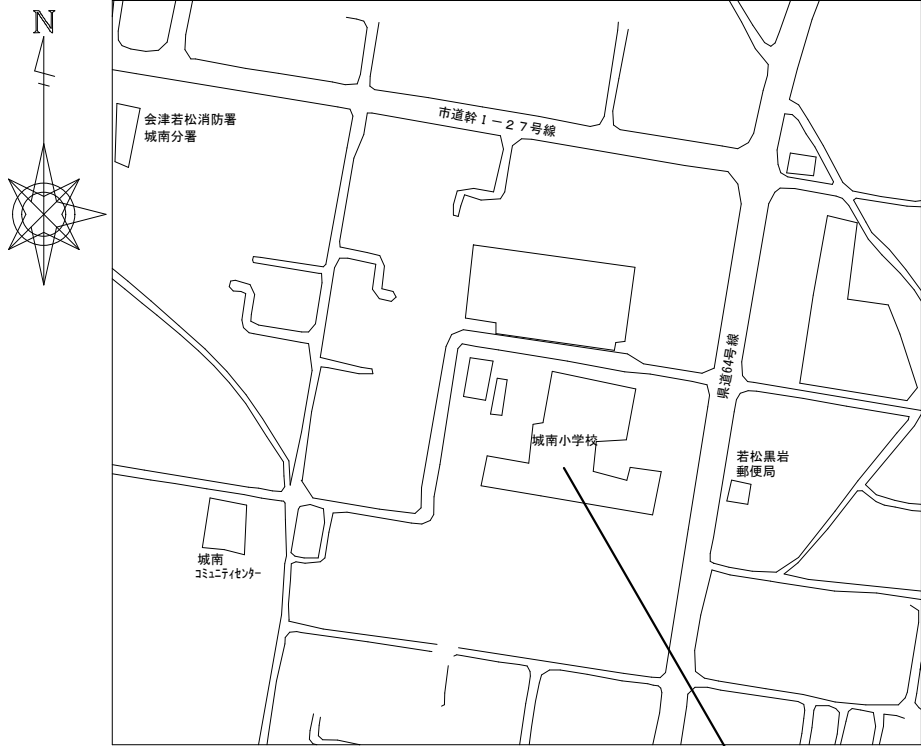 N
市道幹Ⅰ－２７号線
会津若松消防署
城南分署
県道64号線
城南小学校
若松黒岩
郵便局
城南
ｺﾐｭﾆﾃｨｾﾝﾀｰ